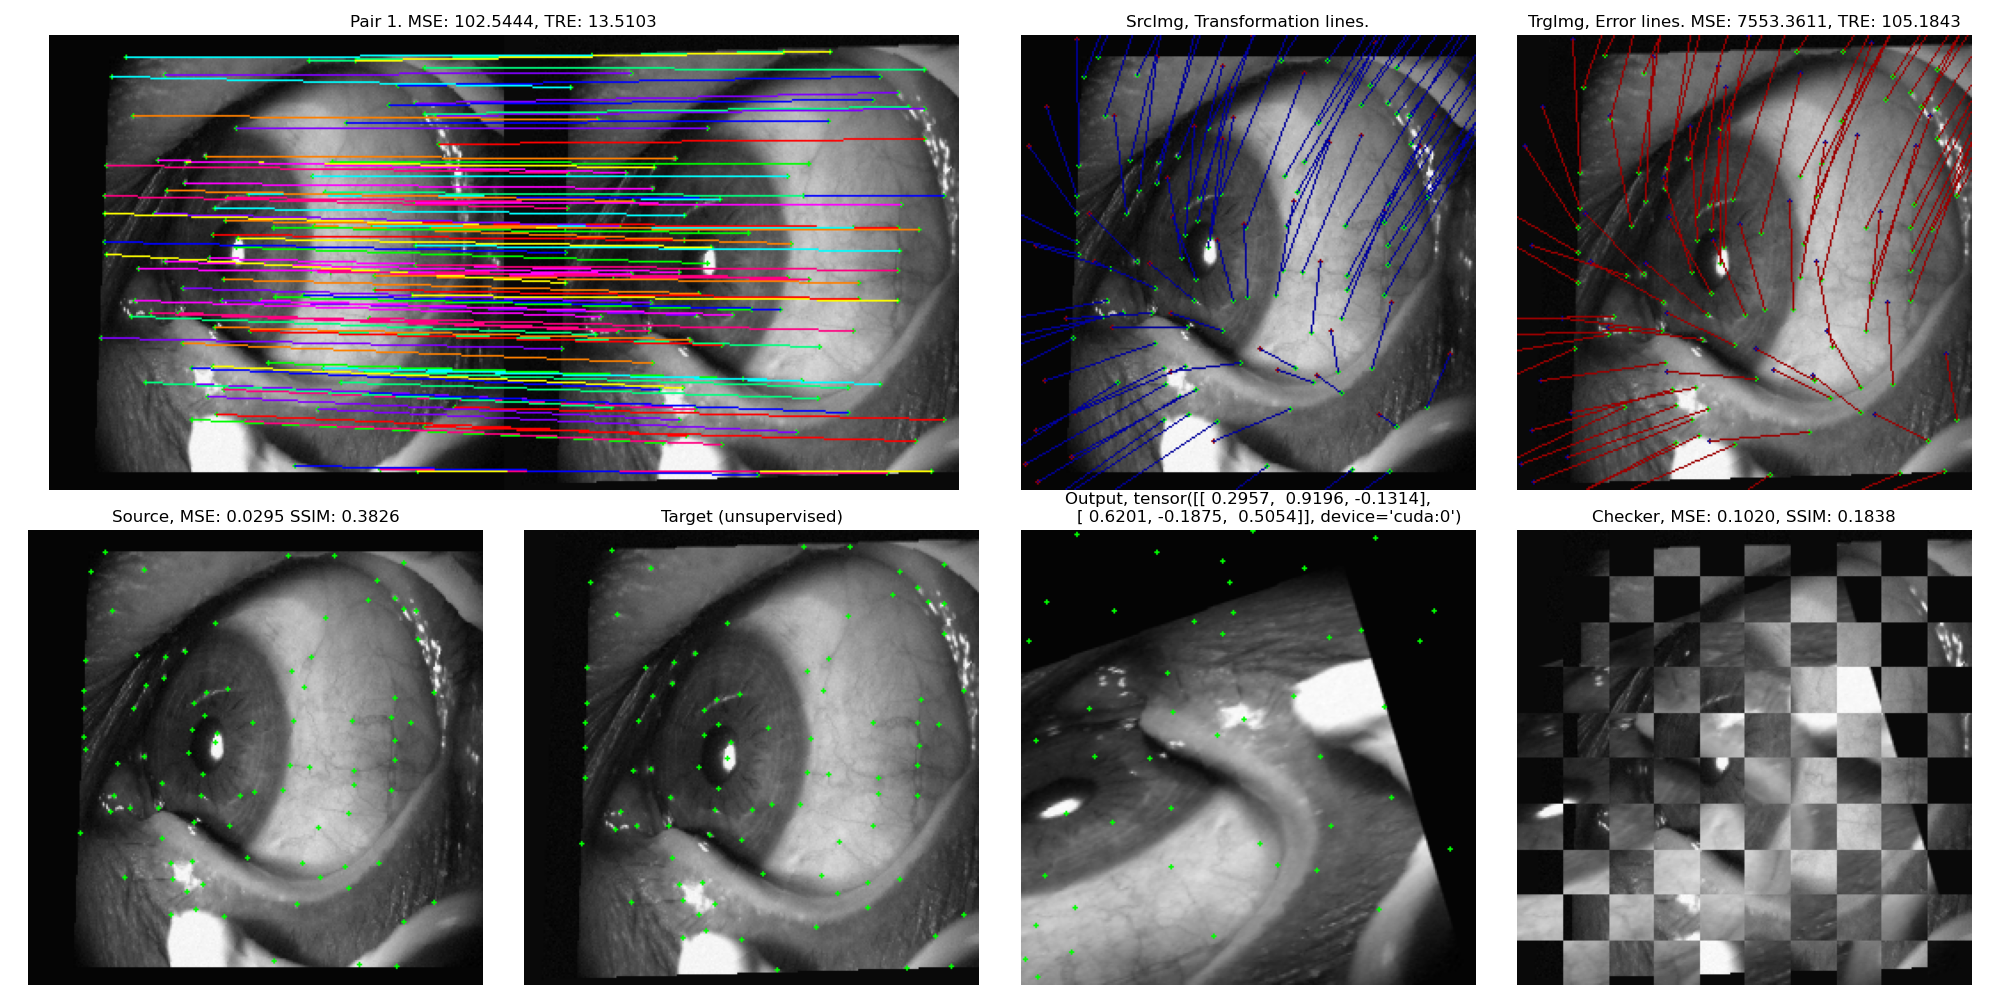 Pair 1. MSE: 102.5444, TRE: 13.5103
SrcImg, Transformation lines.
TrgImg, Error lines. MSE: 7553.3611, TRE: 105.1843
Source, MSE: 0.0295 SSIM: 0.3826
Target (unsupervised)
Output, tensor([[ 0.2957,  0.9196, -0.1314],
[ 0.6201, -0.1875,  0.5054]], device='cuda:0')
Checker, MSE: 0.1020, SSIM: 0.1838